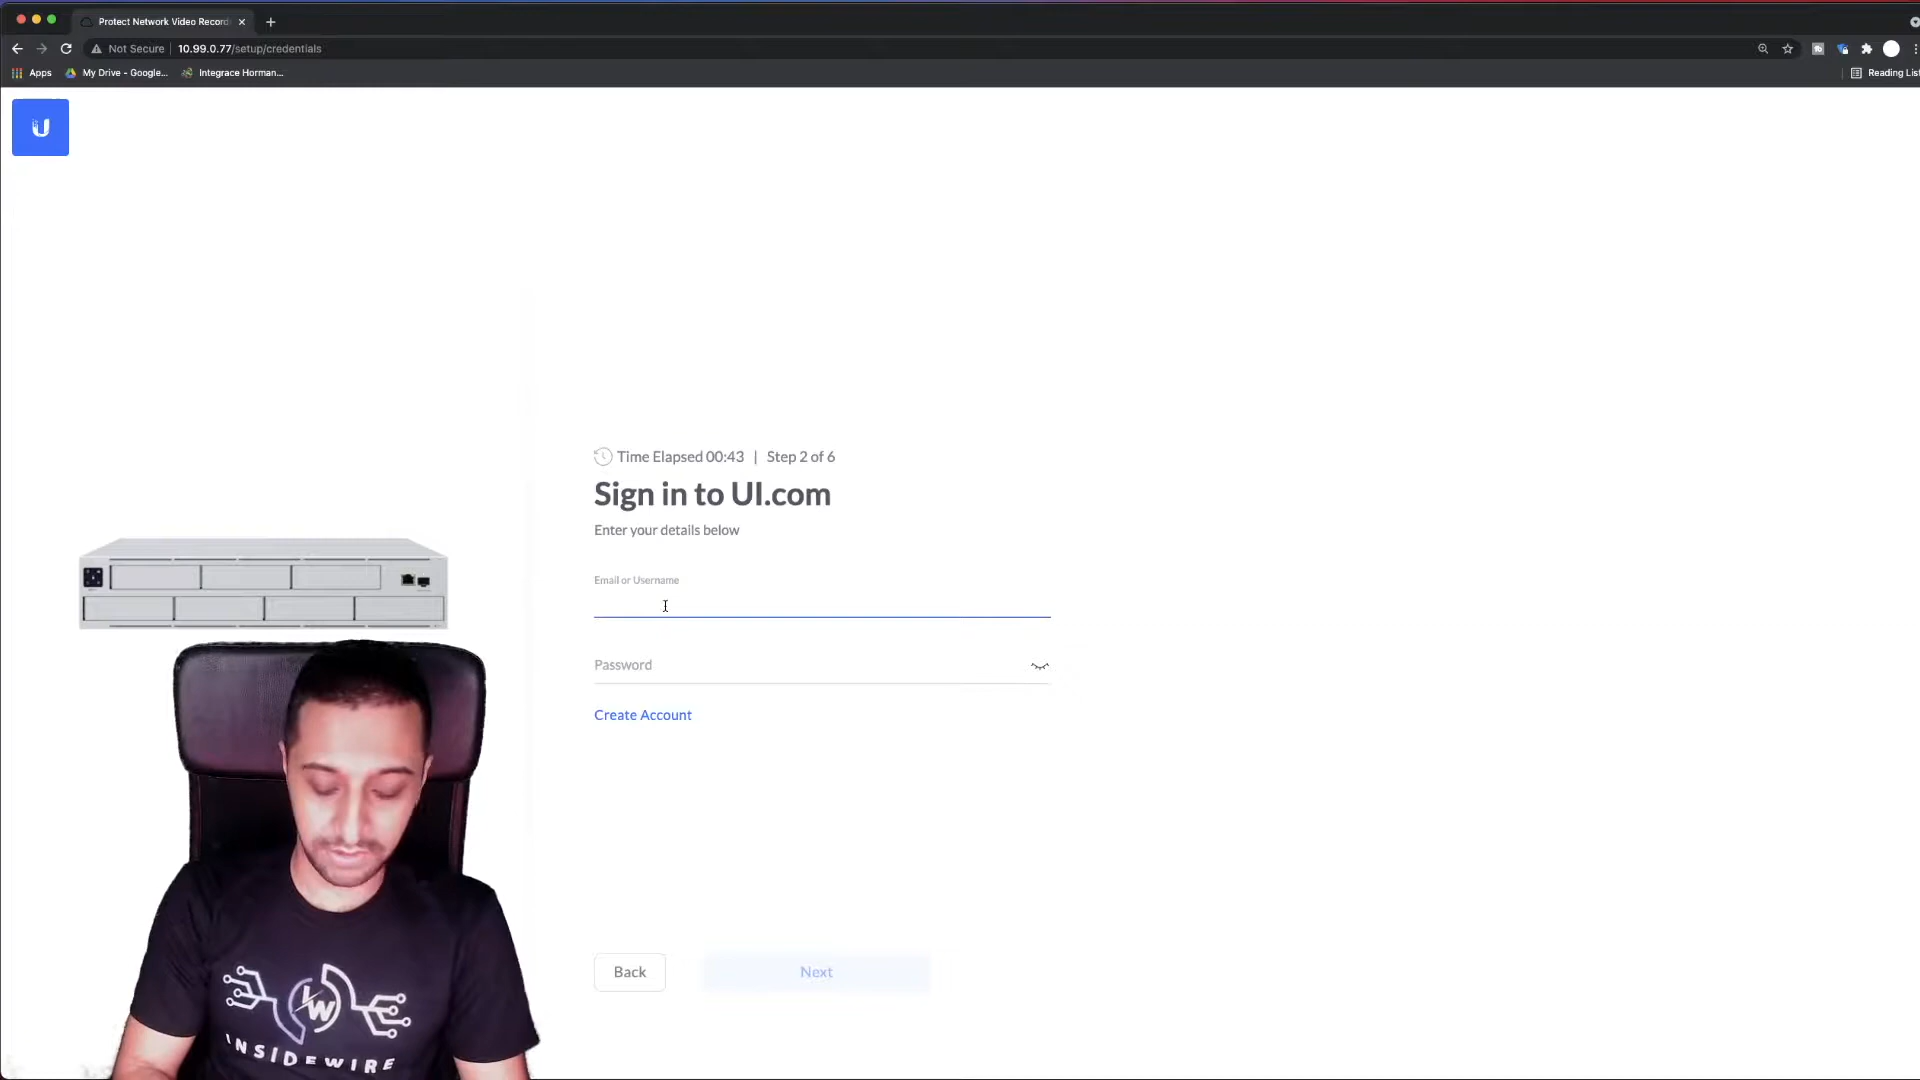 Protect Network Video Record
Not Secure
10.99.0.77/setup/credentials
Apps
My Drive - Google...
Integrace Horman...
Reading List
U
Time Elapsed 00:43 | Step 2 of 6
Sign in to UI.com
Enter your details below
Email or Username
Password
Create Account
Back
Next
IW
INSIDEWIRE